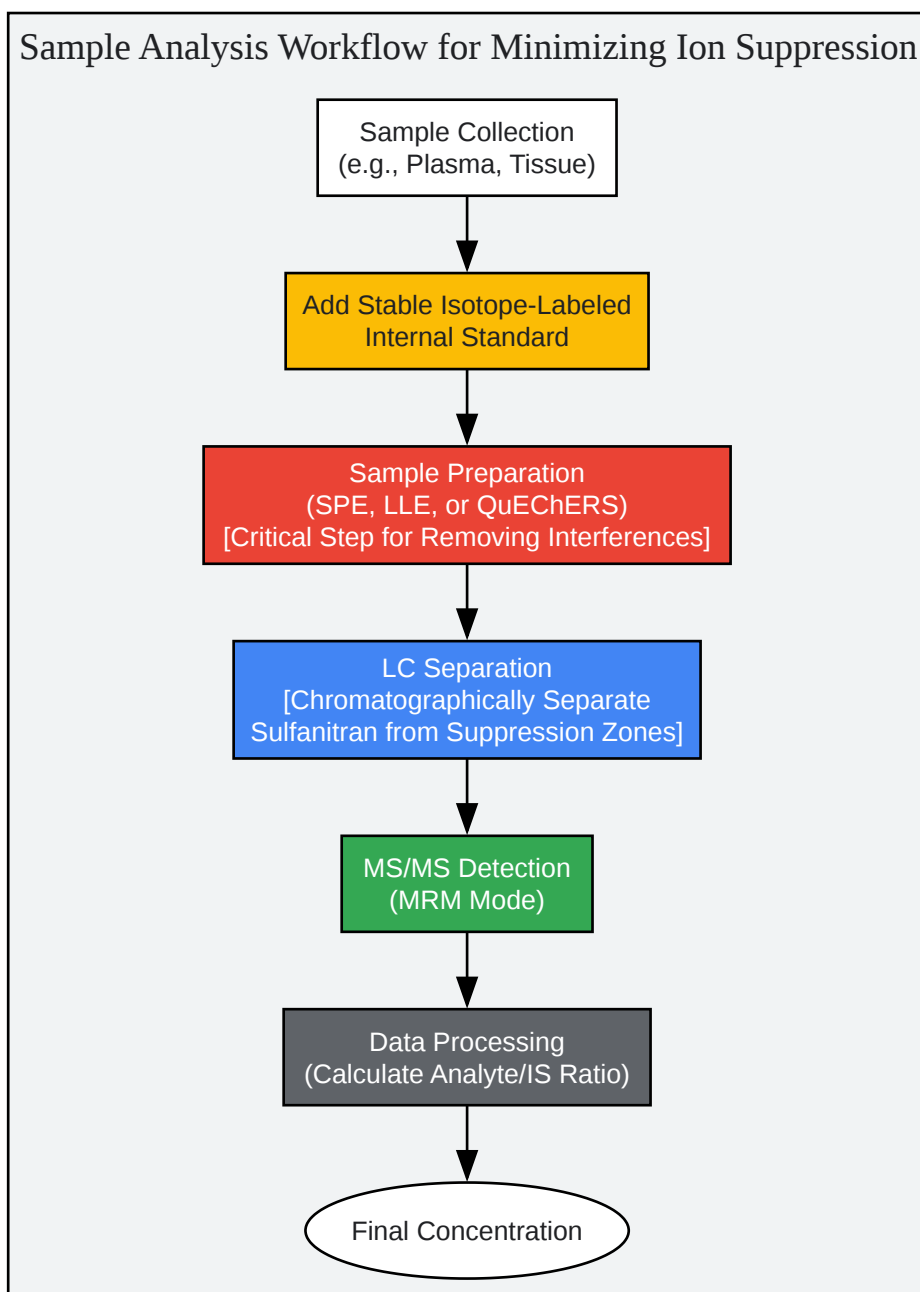 Sample Analysis Workflow for Minimizing Ion Suppression
Sample Collection
(e.g., Plasma, Tissue)
Add Stable Isotope-Labeled
Internal Standard
Sample Preparation
(SPE, LLE, or QuEChERS)
[Critical Step for Removing Interferences]
LC Separation
[Chromatographically Separate
Sulfanitran from Suppression Zones]
MS/MS Detection
(MRM Mode)
Data Processing
(Calculate Analyte/IS Ratio)
Final Concentration